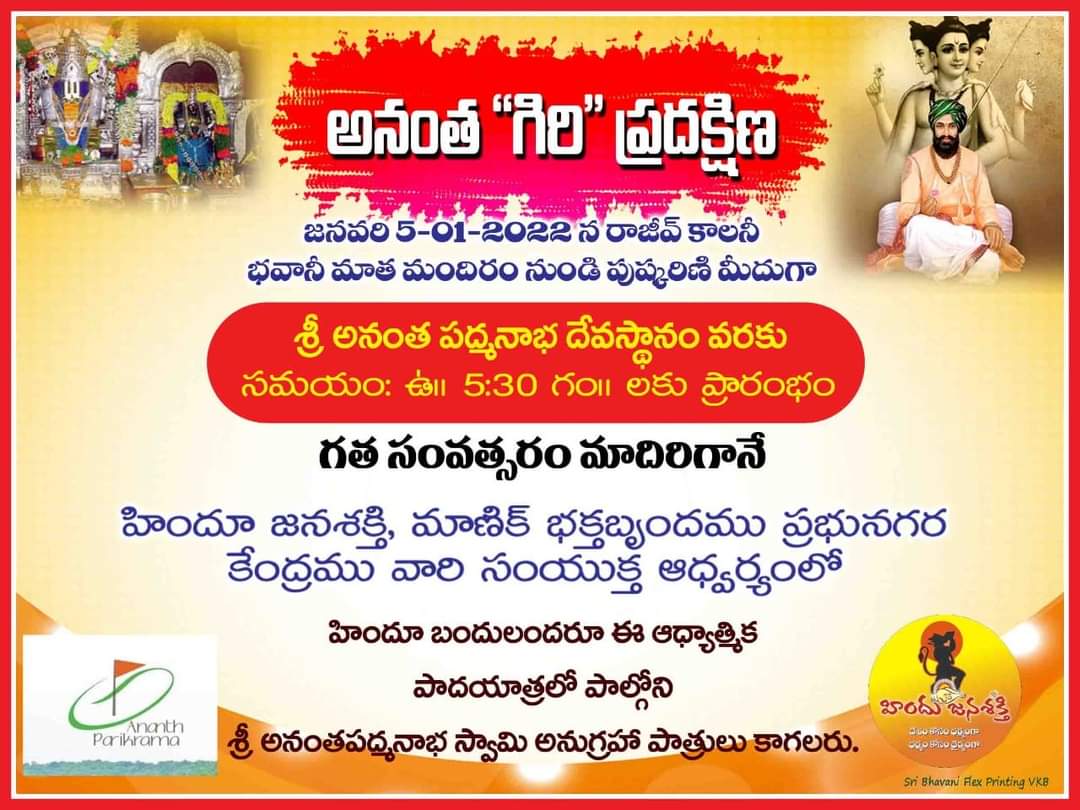 అనంత “గిరి” ప్రదక్షిణ
జనవరి 5-01-2022 న రాజీవ్ కాలనీ
భవానీ మాత మందిరం నుండి పుష్కరిణి మీదుగా
శ్రీ అనంత పద్మనాభ దేవస్థానం వరకు
సమయం: ఉ॥ 5:30 గం॥ లకు ప్రారంభం
గత సంవత్సరం మాదిరిగానే
హిందూ జనశక్తి, మాణిక్ భక్తబృందము ప్రభునగర
కేంద్రము వారి సంయుక్త ఆధ్వర్యంలో
హిందూ బందులందరూ ఈ ఆధ్యాత్మిక
పాదయాత్రలో పాల్గోని
శ్రీ అనంతపద్మనాభ స్వామి అనుగ్రహా పాత్రులు కాగలరు.
Ananth
Parikrama
హిందు జనశక్తి
దేశం కోసం ధర్మంగా
ధర్మం కోసం ధైర్యంగా
Sri Bhavani Flex Printing VKB